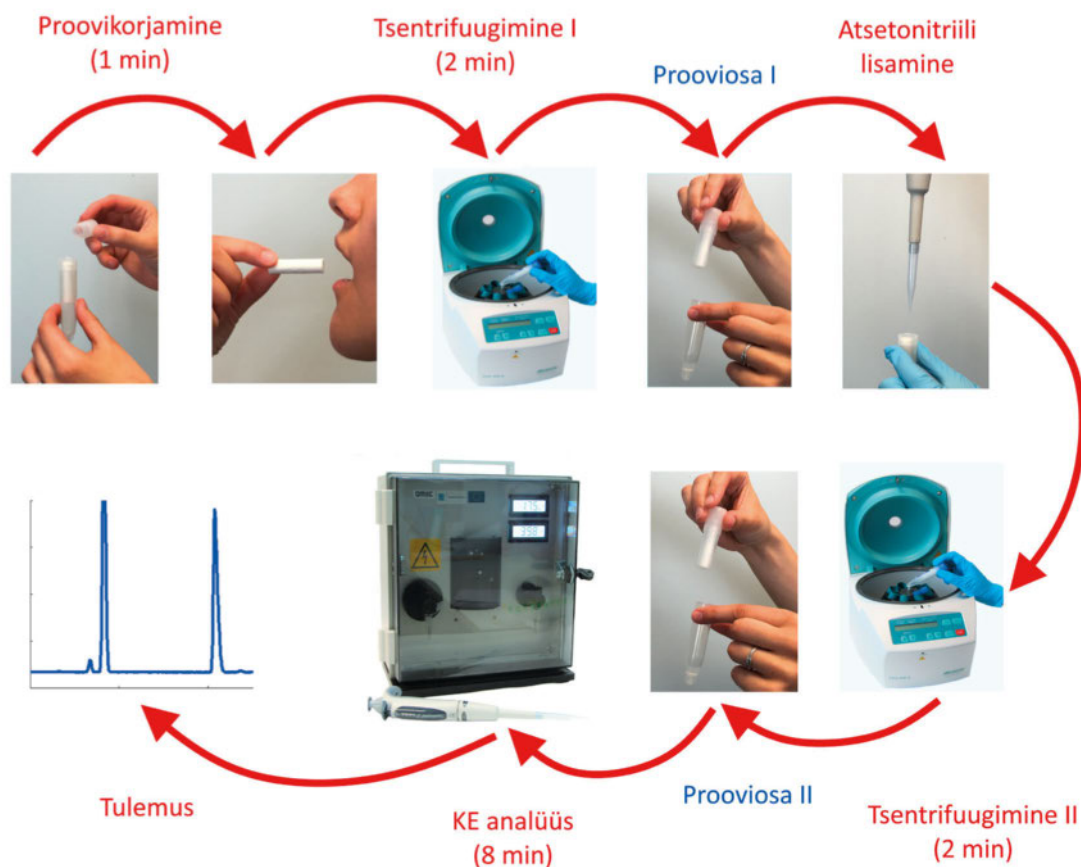 Proovikorjamine
(1 min)
Tsentrifuugimine I
(2 min)
Prooviosa I
Atsetonitriili
lisamine
Tulemus
KE analüüs
(8 min)
Prooviosa II
Tsentrifuugimine II
(2 min)